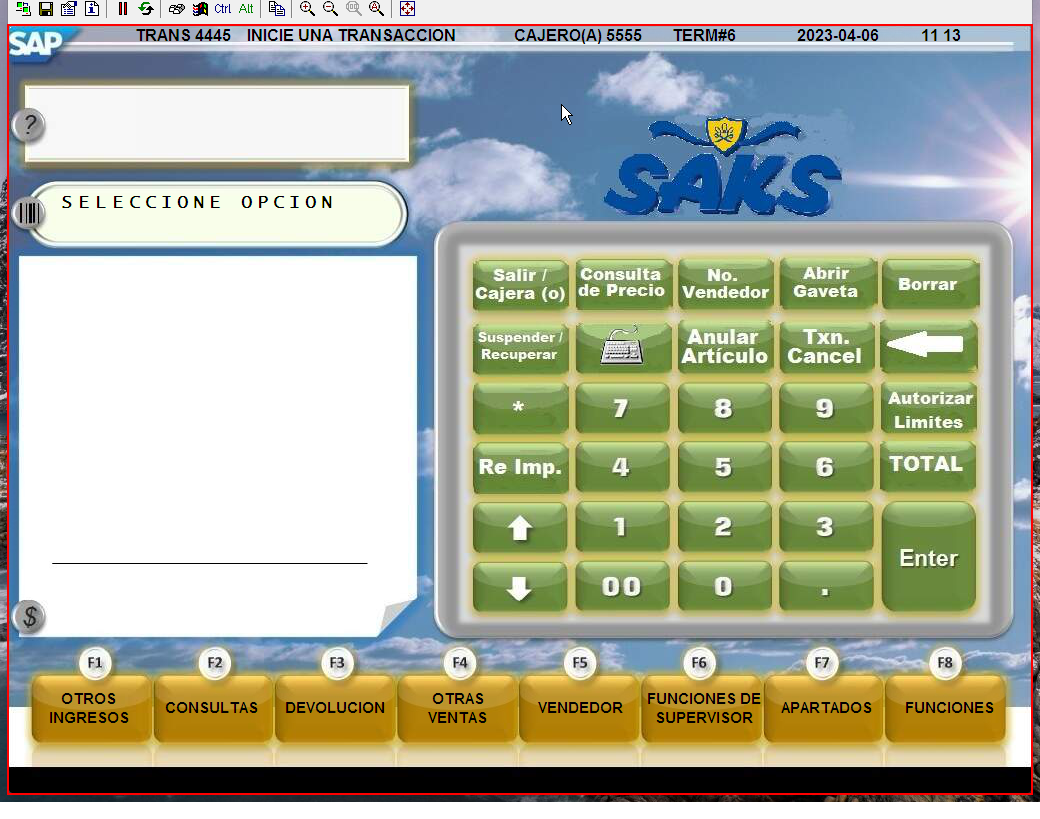 Ctrl Alt
SAP
TRANS 4445 INICIE UNA TRANSACCION CAJERO(A) 5555 TERM#6 2023-04-06 11 13
?
SELECCIONE OPCION
SAKS
Salir /
Cajera (o)
Consulta
de Precio
No.
Vendedor
Abrir
Gaveta
Borrar
Suspender /
Recuperar
Anular
Artículo
Txn.
Cancel
*
7
8
9
Autorizar
Limites
Re Imp.
4
5
6
TOTAL
1
2
3
Enter
00
0
.
$
F1
OTROS
INGRESOS
F2
CONSULTAS
F3
DEVOLUCION
F4
OTRAS
VENTAS
F5
VENDEDOR
F6
FUNCIONES DE
SUPERVISOR
F7
APARTADOS
F8
FUNCIONES